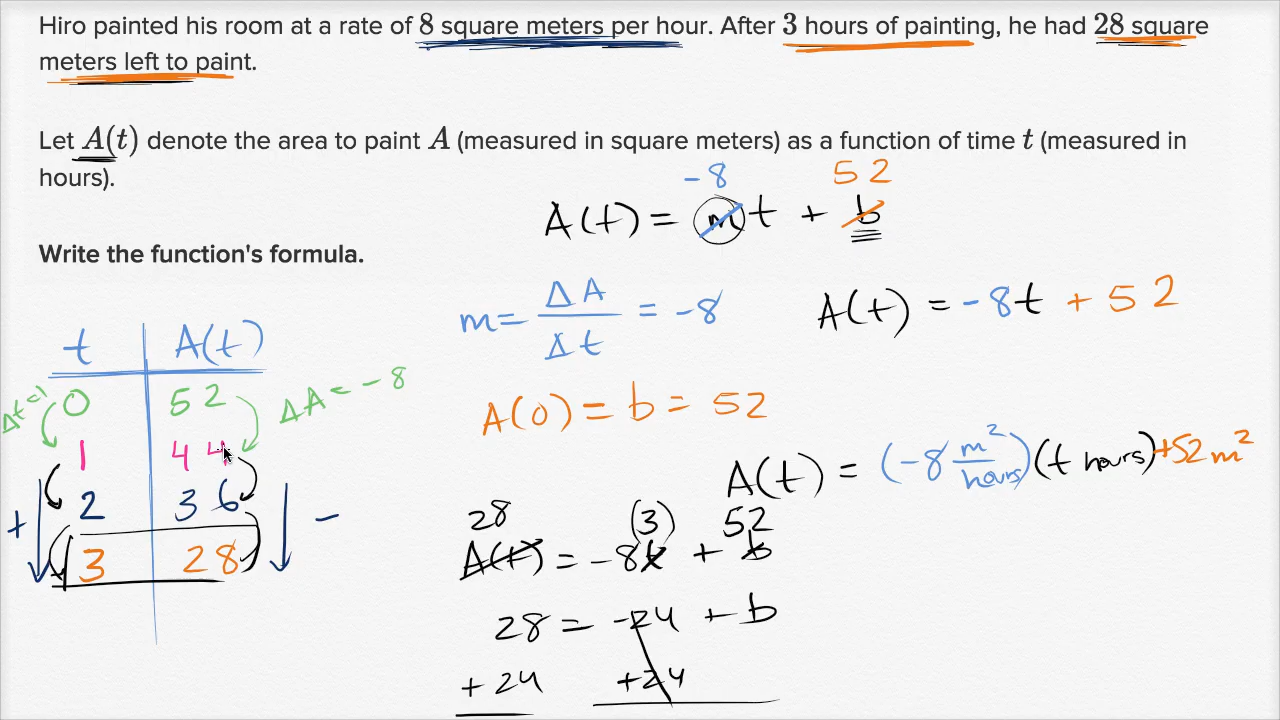 Hiro painted his room at a rate of 8 square meters per hour. After 3 hours of painting, he had 28 square
meters left to paint.
Let A(t) denote the area to paint A (measured in square meters) as a function of time t (measured in
hours).
-8 52
A(t) = mt + b
Write the function's formula.
m = ΔA/Δt = -8
A(t) = -8t + 52
t A(t)
Δt=1 0 52 ΔA = -8
A(0) = b = 52
1 44
A(t) = (-8 m²/hours)(t hours) +52 m²
2 36
+ -
28 (3) 52
A(t) = -8t + b
3 28
28 = -24 + b
+24 +24